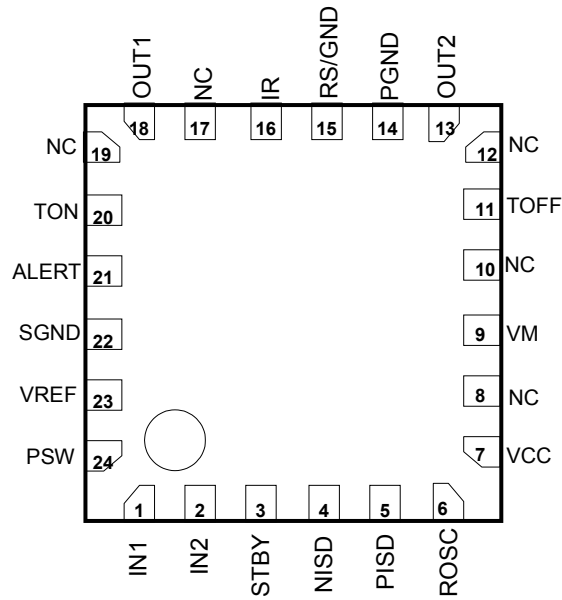 OUT1
NC
IR
RS/GND
PGND
OUT2
18
17
16
15
14
13
NC 19
12 NC
TON 20
11 TOFF
ALERT 21
10 NC
SGND 22
9 VM
VREF 23
8 NC
PSW 24
7 VCC
1
2
3
4
5
6
IN1
IN2
STBY
NISD
PISD
ROSC